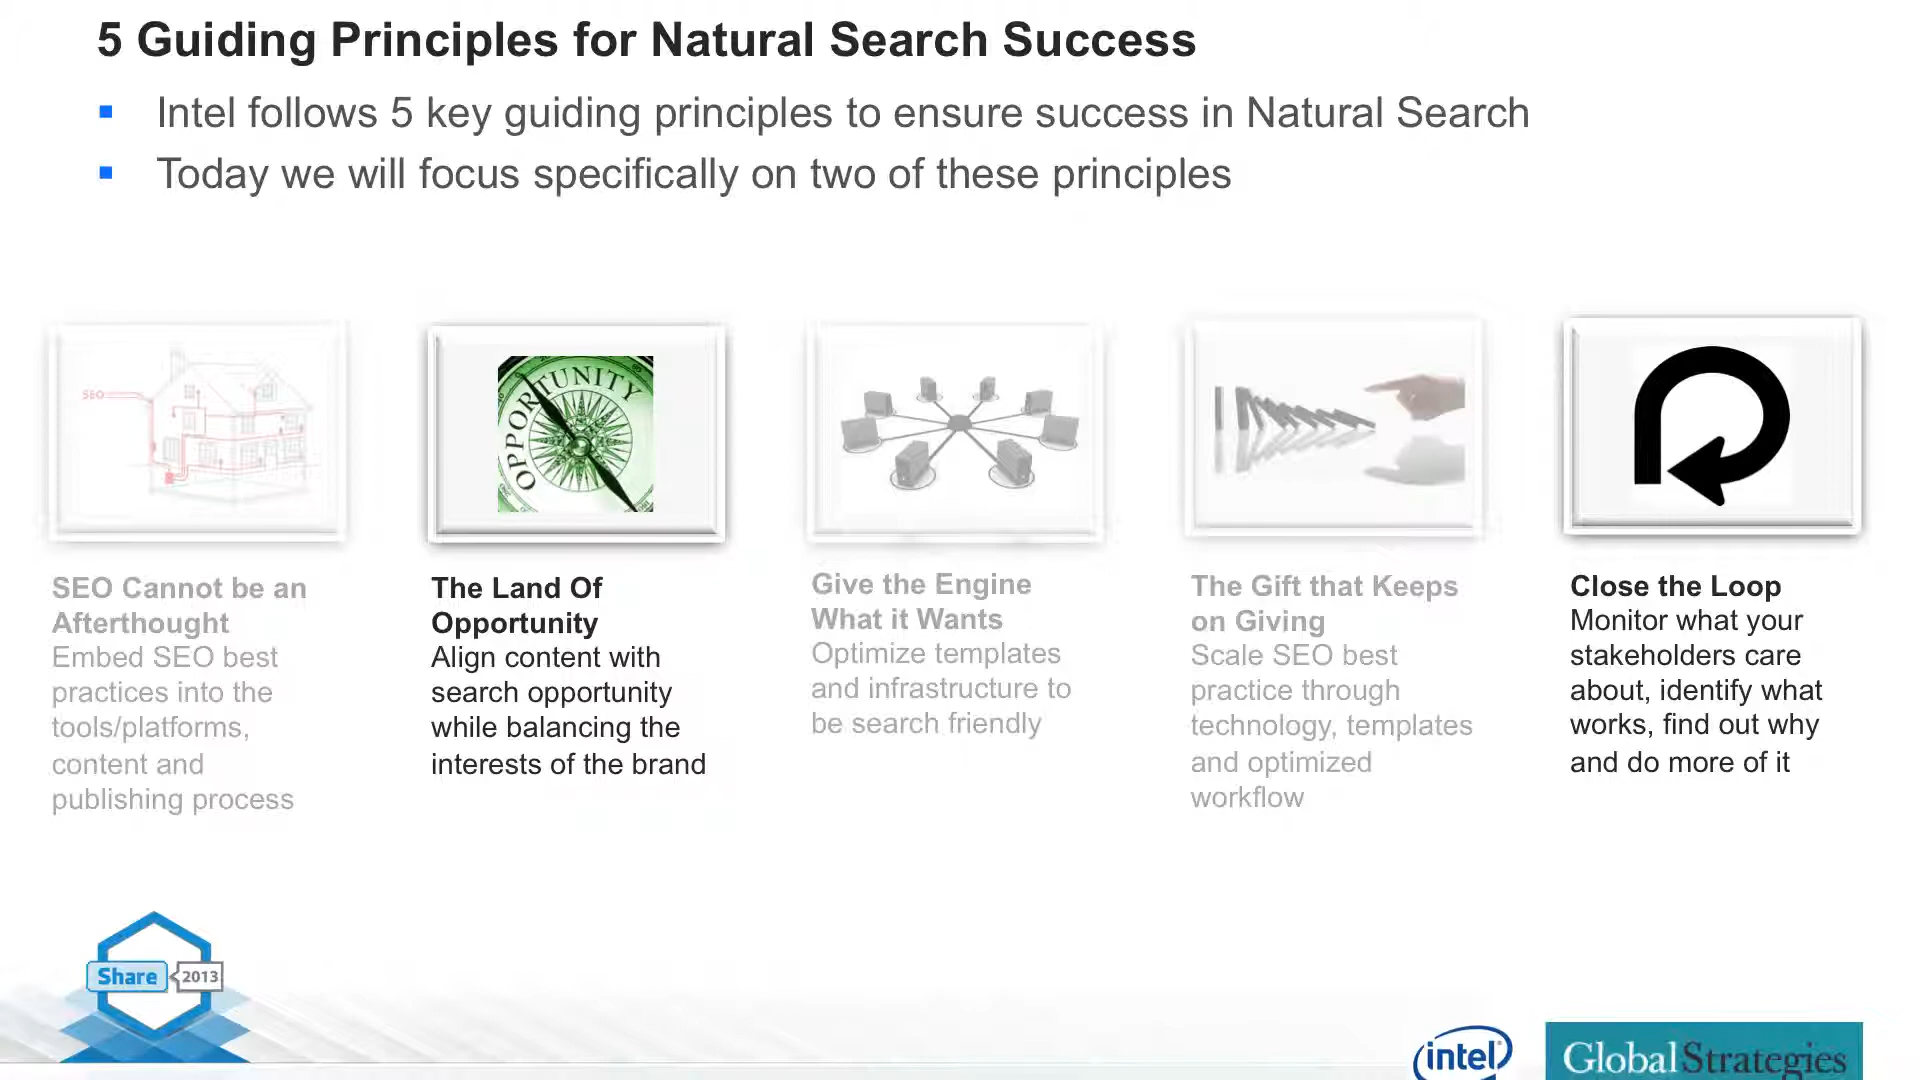 5 Guiding Principles for Natural Search Success
Intel follows 5 key guiding principles to ensure success in Natural Search
Today we will focus specifically on two of these principles
SEO
OPPORTUNITY
SEO Cannot be an
Afterthought
Embed SEO best
practices into the
tools/platforms,
content and
publishing process
The Land Of
Opportunity
Align content with
search opportunity
while balancing the
interests of the brand
Give the Engine
What it Wants
Optimize templates
and infrastructure to
be search friendly
The Gift that Keeps
on Giving
Scale SEO best
practice through
technology, templates
and optimized
workflow
Close the Loop
Monitor what your
stakeholders care
about, identify what
works, find out why
and do more of it
Share 2013
intel
GlobalStrategies